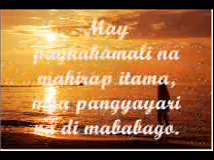 May
pagkakamali na
mahirap itama,
mga pangyayari
na di mababago.